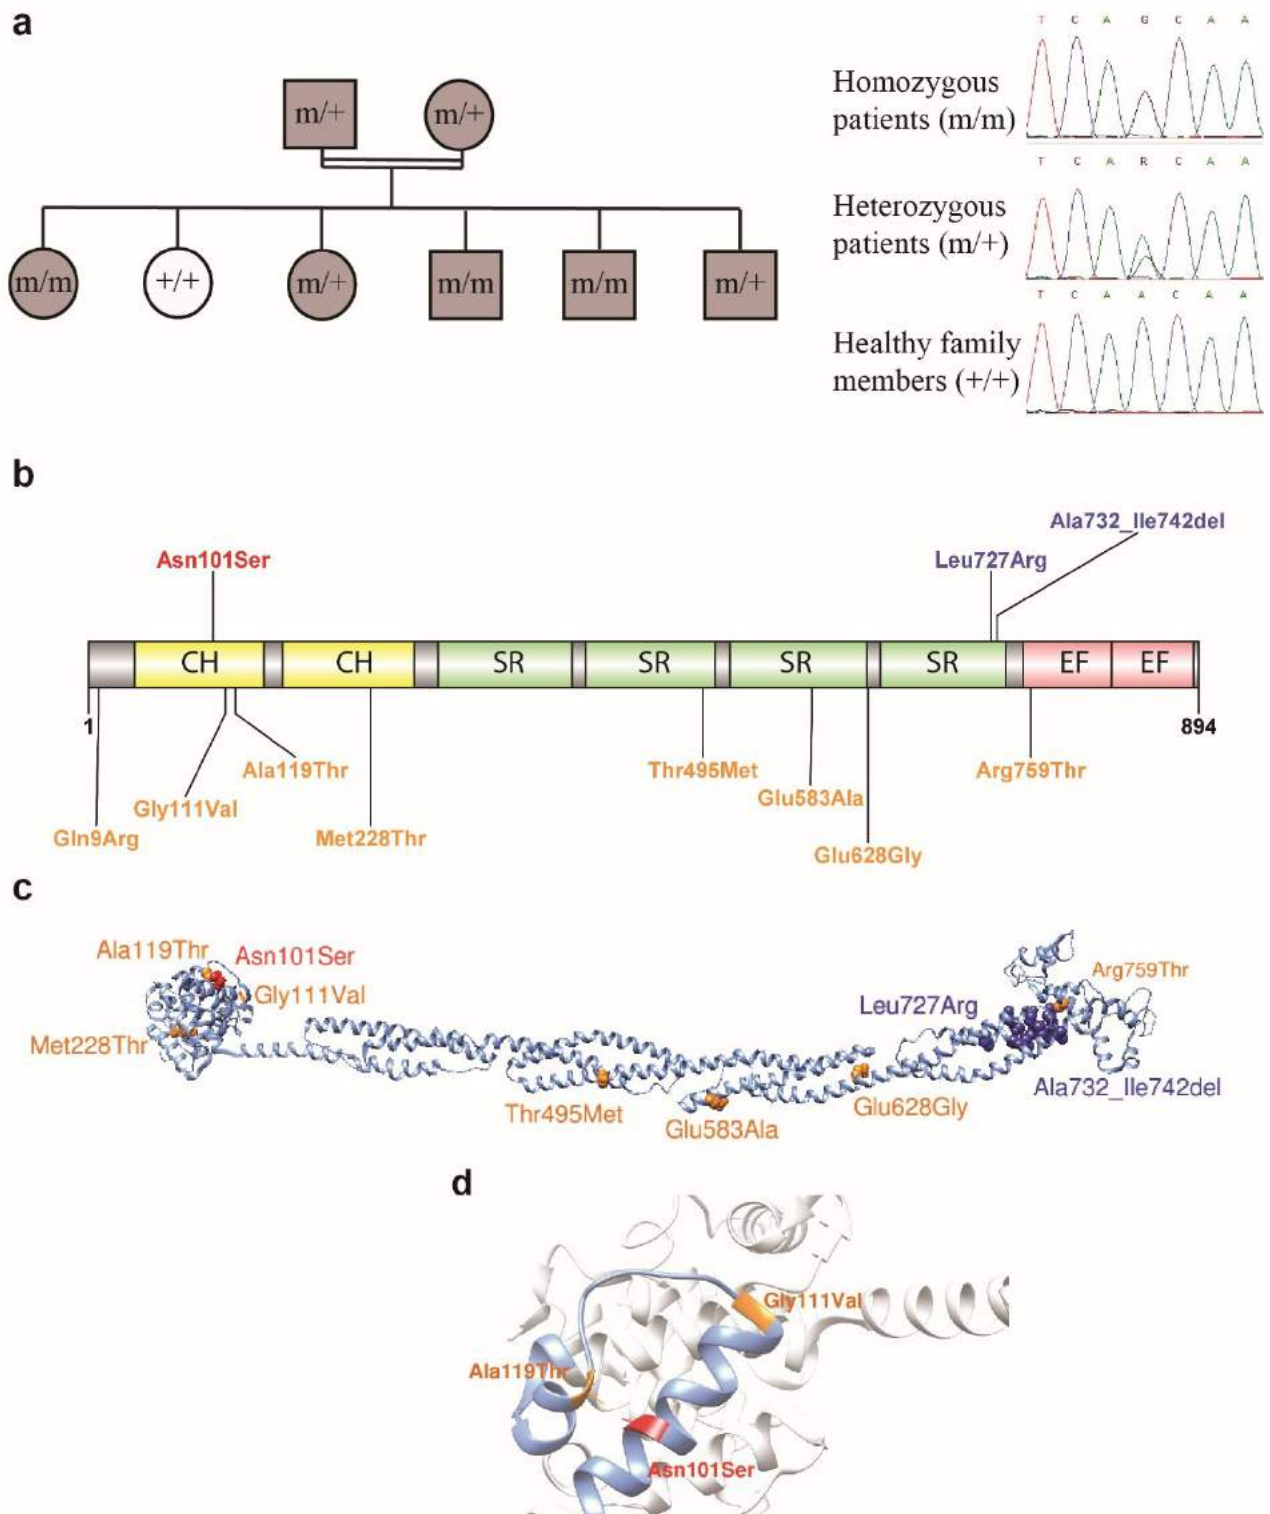 a
m/+ m/+
m/m +/+ m/+ m/m m/m m/+
T C A G C A A
Homozygous
patients (m/m)
T C A R C A A
Heterozygous
patients (m/+)
T C A A C A A
Healthy family
members (+/+)
b
Ala732_Ile742del
Asn101Ser
Leu727Arg
CH CH SR SR SR SR EF EF
1
894
Ala119Thr
Thr495Met
Arg759Thr
Gly111Val
Glu583Ala
Gln9Arg
Met228Thr
Glu628Gly
c
Ala119Thr
Asn101Ser
Gly111Val
Met228Thr
Arg759Thr
Leu727Arg
Thr495Met
Glu583Ala
Glu628Gly
Ala732_Ile742del
d
Gly111Val
Ala119Thr
Asn101Ser